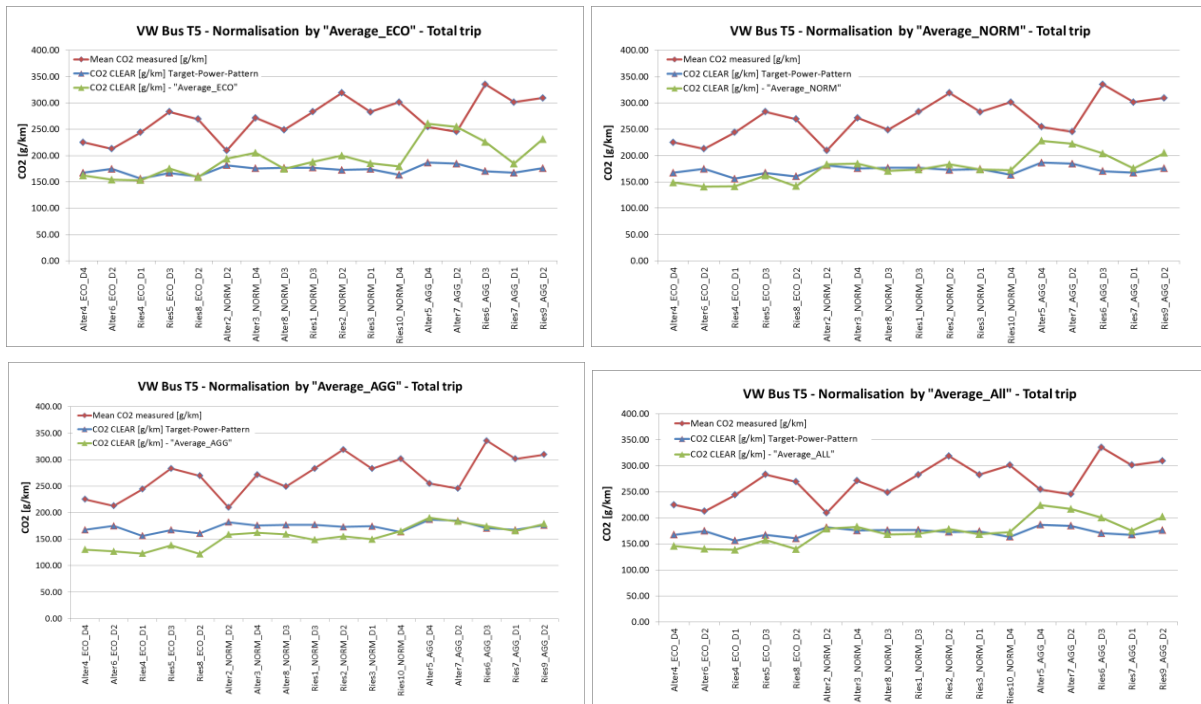 VW Bus T5 - Normalisation by "Average_ECO" - Total trip
400.00
350.00
300.00
250.00
200.00
150.00
100.00
50.00
0.00
CO2 [g/km]
Mean CO2 measured [g/km]
CO2 CLEAR [g/km] Target-Power-Pattern
CO2 CLEAR [g/km] - "Average_ECO"
Alter4_ECO_D4
Alter6_ECO_D2
Ries4_ECO_D1
Ries5_ECO_D3
Ries8_ECO_D2
Alter2_NORM_D2
Alter3_NORM_D4
Alter8_NORM_D3
Ries1_NORM_D3
Ries2_NORM_D2
Ries3_NORM_D1
Ries10_NORM_D4
Alter5_AGG_D4
Alter7_AGG_D2
Ries6_AGG_D3
Ries7_AGG_D1
Ries9_AGG_D2
VW Bus T5 - Normalisation by "Average_NORM" - Total trip
400.00
350.00
300.00
250.00
200.00
150.00
100.00
50.00
0.00
CO2 [g/km]
Mean CO2 measured [g/km]
CO2 CLEAR [g/km] Target-Power-Pattern
CO2 CLEAR [g/km] - "Average_NORM"
Alter4_ECO_D4
Alter6_ECO_D2
Ries4_ECO_D1
Ries5_ECO_D3
Ries8_ECO_D2
Alter2_NORM_D2
Alter3_NORM_D4
Alter8_NORM_D3
Ries1_NORM_D3
Ries2_NORM_D2
Ries3_NORM_D1
Ries10_NORM_D4
Alter5_AGG_D4
Alter7_AGG_D2
Ries6_AGG_D3
Ries7_AGG_D1
Ries9_AGG_D2
VW Bus T5 - Normalisation by "Average_AGG" - Total trip
400.00
350.00
300.00
250.00
200.00
150.00
100.00
50.00
0.00
CO2 [g/km]
Mean CO2 measured [g/km]
CO2 CLEAR [g/km] Target-Power-Pattern
CO2 CLEAR [g/km] - "Average_AGG"
Alter4_ECO_D4
Alter6_ECO_D2
Ries4_ECO_D1
Ries5_ECO_D3
Ries8_ECO_D2
Alter2_NORM_D2
Alter3_NORM_D4
Alter8_NORM_D3
Ries1_NORM_D3
Ries2_NORM_D2
Ries3_NORM_D1
Ries10_NORM_D4
Alter5_AGG_D4
Alter7_AGG_D2
Ries6_AGG_D3
Ries7_AGG_D1
Ries9_AGG_D2
VW Bus T5 - Normalisation by "Average_All" - Total trip
400.00
350.00
300.00
250.00
200.00
150.00
100.00
50.00
0.00
CO2 [g/km]
Mean CO2 measured [g/km]
CO2 CLEAR [g/km] Target-Power-Pattern
CO2 CLEAR [g/km] - "Average_ALL"
Alter4_ECO_D4
Alter6_ECO_D2
Ries4_ECO_D1
Ries5_ECO_D3
Ries8_ECO_D2
Alter2_NORM_D2
Alter3_NORM_D4
Alter8_NORM_D3
Ries1_NORM_D3
Ries2_NORM_D2
Ries3_NORM_D1
Ries10_NORM_D4
Alter5_AGG_D4
Alter7_AGG_D2
Ries6_AGG_D3
Ries7_AGG_D1
Ries9_AGG_D2